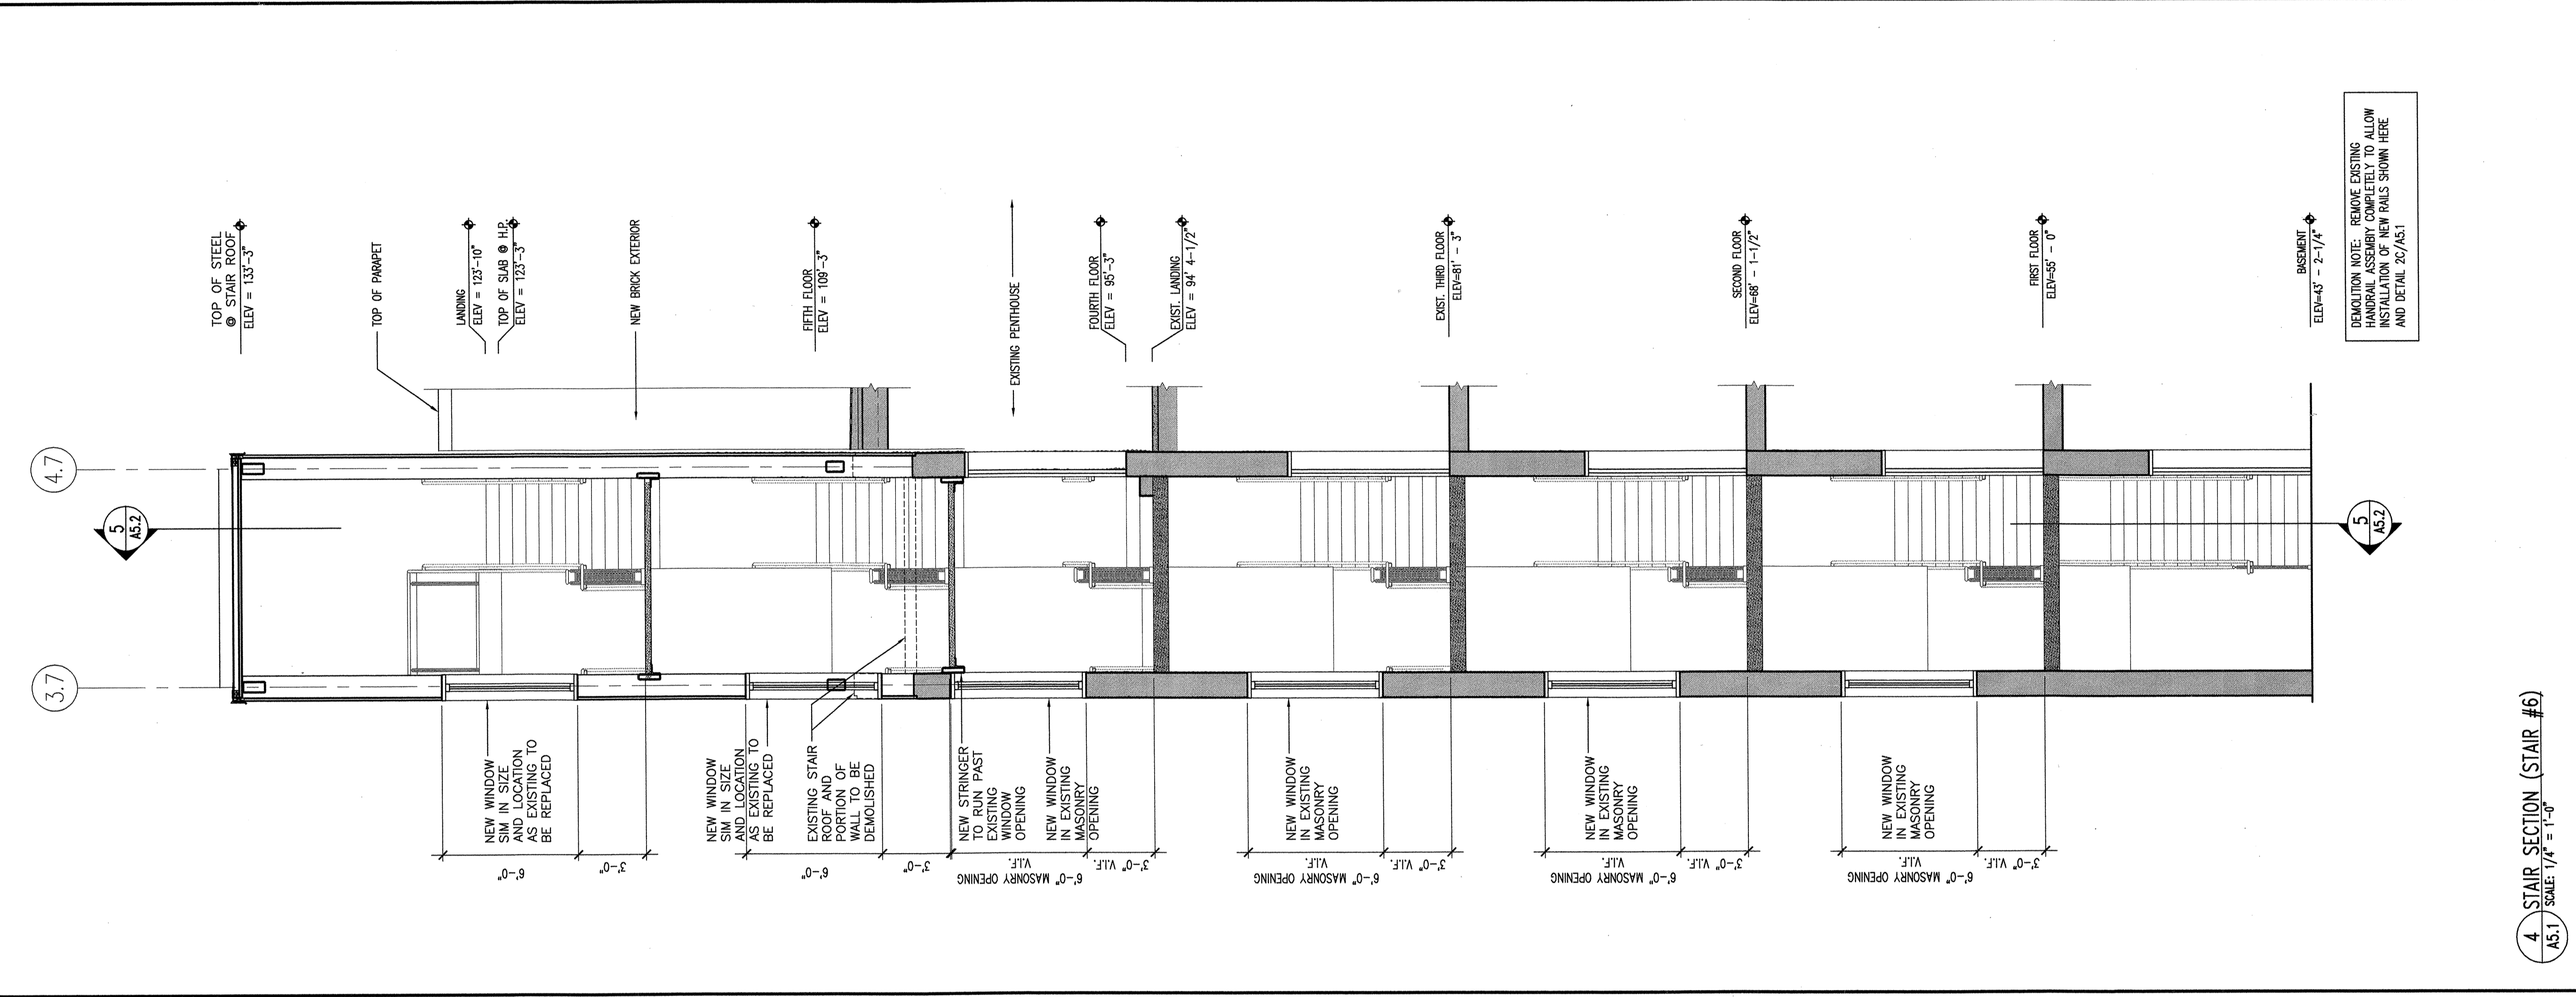 4.7
3.7
5
A5.2
TOP OF STEEL
@ STAIR ROOF
ELEV = 133'-3"
TOP OF PARAPET
LANDING
ELEV = 123'-10"
TOP OF SLAB @ H.P.
ELEV = 123'-3"
NEW BRICK EXTERIOR
FIFTH FLOOR
ELEV = 109'-3"
EXISTING PENTHOUSE
FOURTH FLOOR
ELEV = 95'-3"
EXIST. LANDING
ELEV = 94' 4-1/2"
EXIST. THIRD FLOOR
ELEV=81' - 3"
SECOND FLOOR
ELEV=68' - 1-1/2"
FIRST FLOOR
ELEV=55' - 0"
BASEMENT
ELEV=43' - 2-1/4"
DEMOLITION NOTE: REMOVE EXISTING
HANDRAIL ASSEMBLY COMPLETELY TO ALLOW
INSTALLATION OF NEW RAILS SHOWN HERE
AND DETAIL 2C/A5.1
5
A5.2
NEW WINDOW
SIM IN SIZE
AND LOCATION
AS EXISTING TO
BE REPLACED
NEW WINDOW
SIM IN SIZE
AND LOCATION
AS EXISTING TO
BE REPLACED
EXISTING STAIR
ROOF AND
PORTION OF
WALL TO BE
DEMOLISHED
NEW STRINGER
TO RUN PAST
EXISTING
WINDOW
OPENING
NEW WINDOW
IN EXISTING
MASONRY
OPENING
NEW WINDOW
IN EXISTING
MASONRY
OPENING
NEW WINDOW
IN EXISTING
MASONRY
OPENING
NEW WINDOW
IN EXISTING
MASONRY
OPENING
6'-0"
3'-0"
6'-0"
3'-0"
6'-0" MASONRY OPENING
V.I.F.
3'-0" V.I.F.
6'-0" MASONRY OPENING
V.I.F.
3'-0" V.I.F.
6'-0" MASONRY OPENING
V.I.F.
3'-0" V.I.F.
6'-0" MASONRY OPENING
V.I.F.
3'-0" V.I.F.
4
A5.1
STAIR SECTION (STAIR #6)
SCALE: 1/4" = 1'-0"